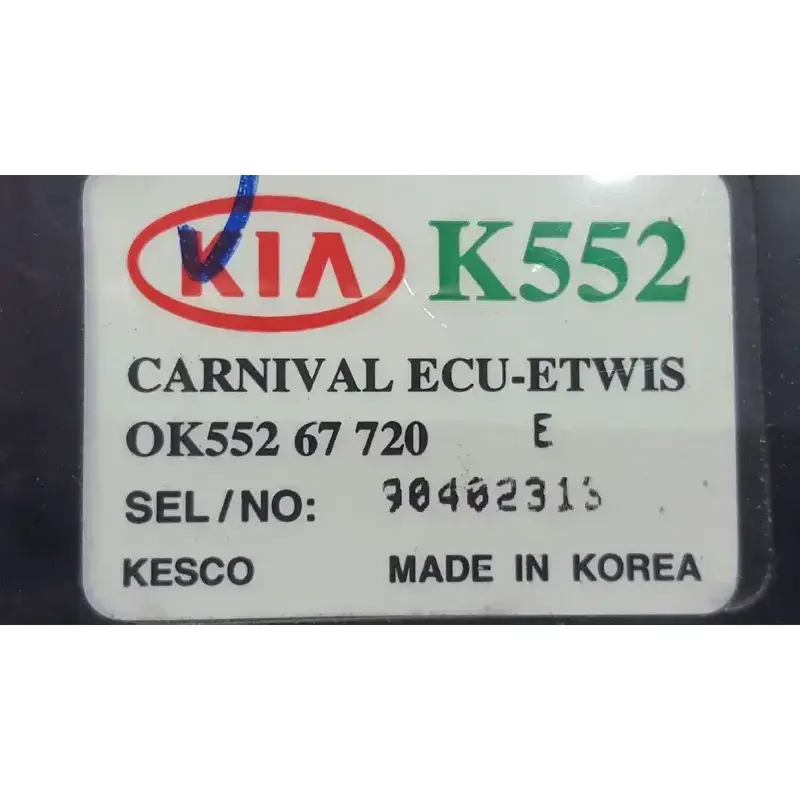 KIA K552
CARNIVAL ECU-ETWIS
OK552 67 720 E
SEL/NO:
KESCO MADE IN KOREA